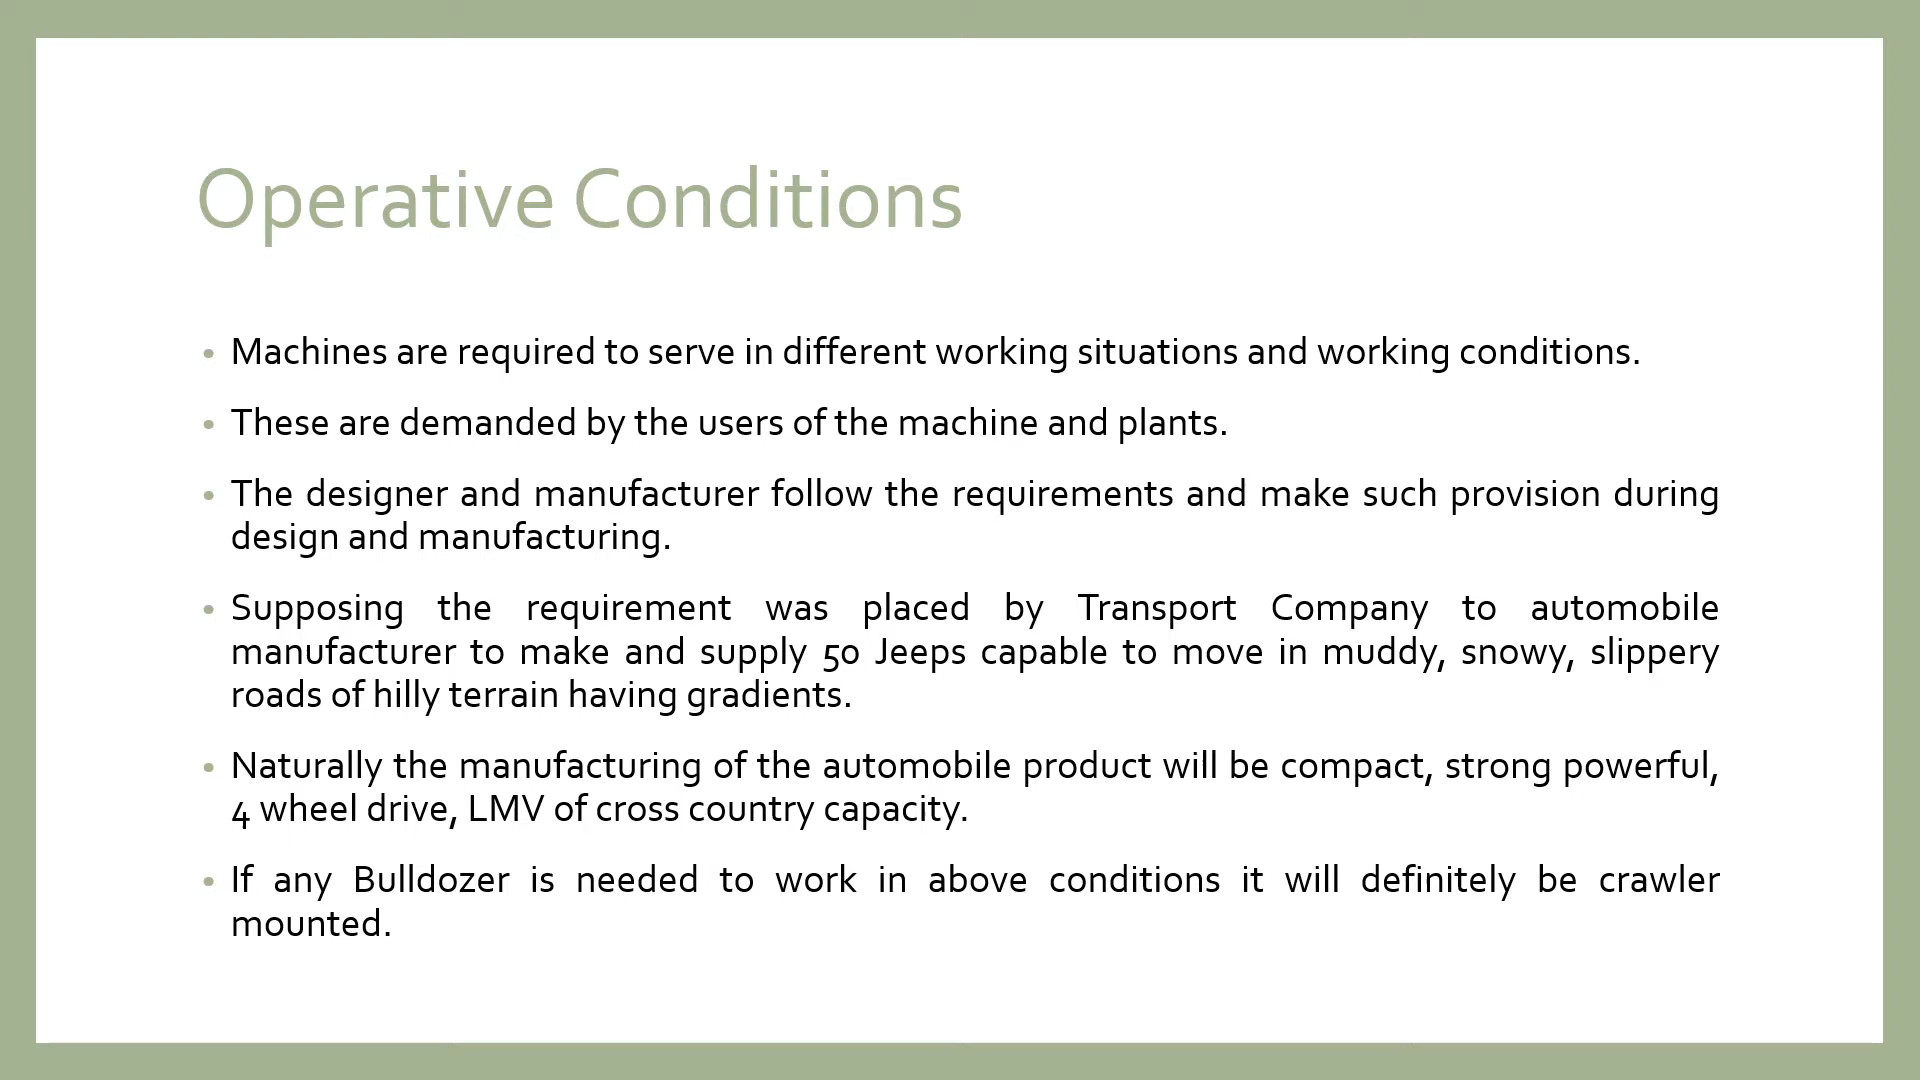 Operative Conditions
• Machines are required to serve in different working situations and working conditions.
• These are demanded by the users of the machine and plants.
• The designer and manufacturer follow the requirements and make such provision during
design and manufacturing.
• Supposing the requirement was placed by Transport Company to automobile
manufacturer to make and supply 50 Jeeps capable to move in muddy, snowy, slippery
roads of hilly terrain having gradients.
• Naturally the manufacturing of the automobile product will be compact, strong powerful,
4 wheel drive, LMV of cross country capacity.
• If any Bulldozer is needed to work in above conditions it will definitely be crawler
mounted.